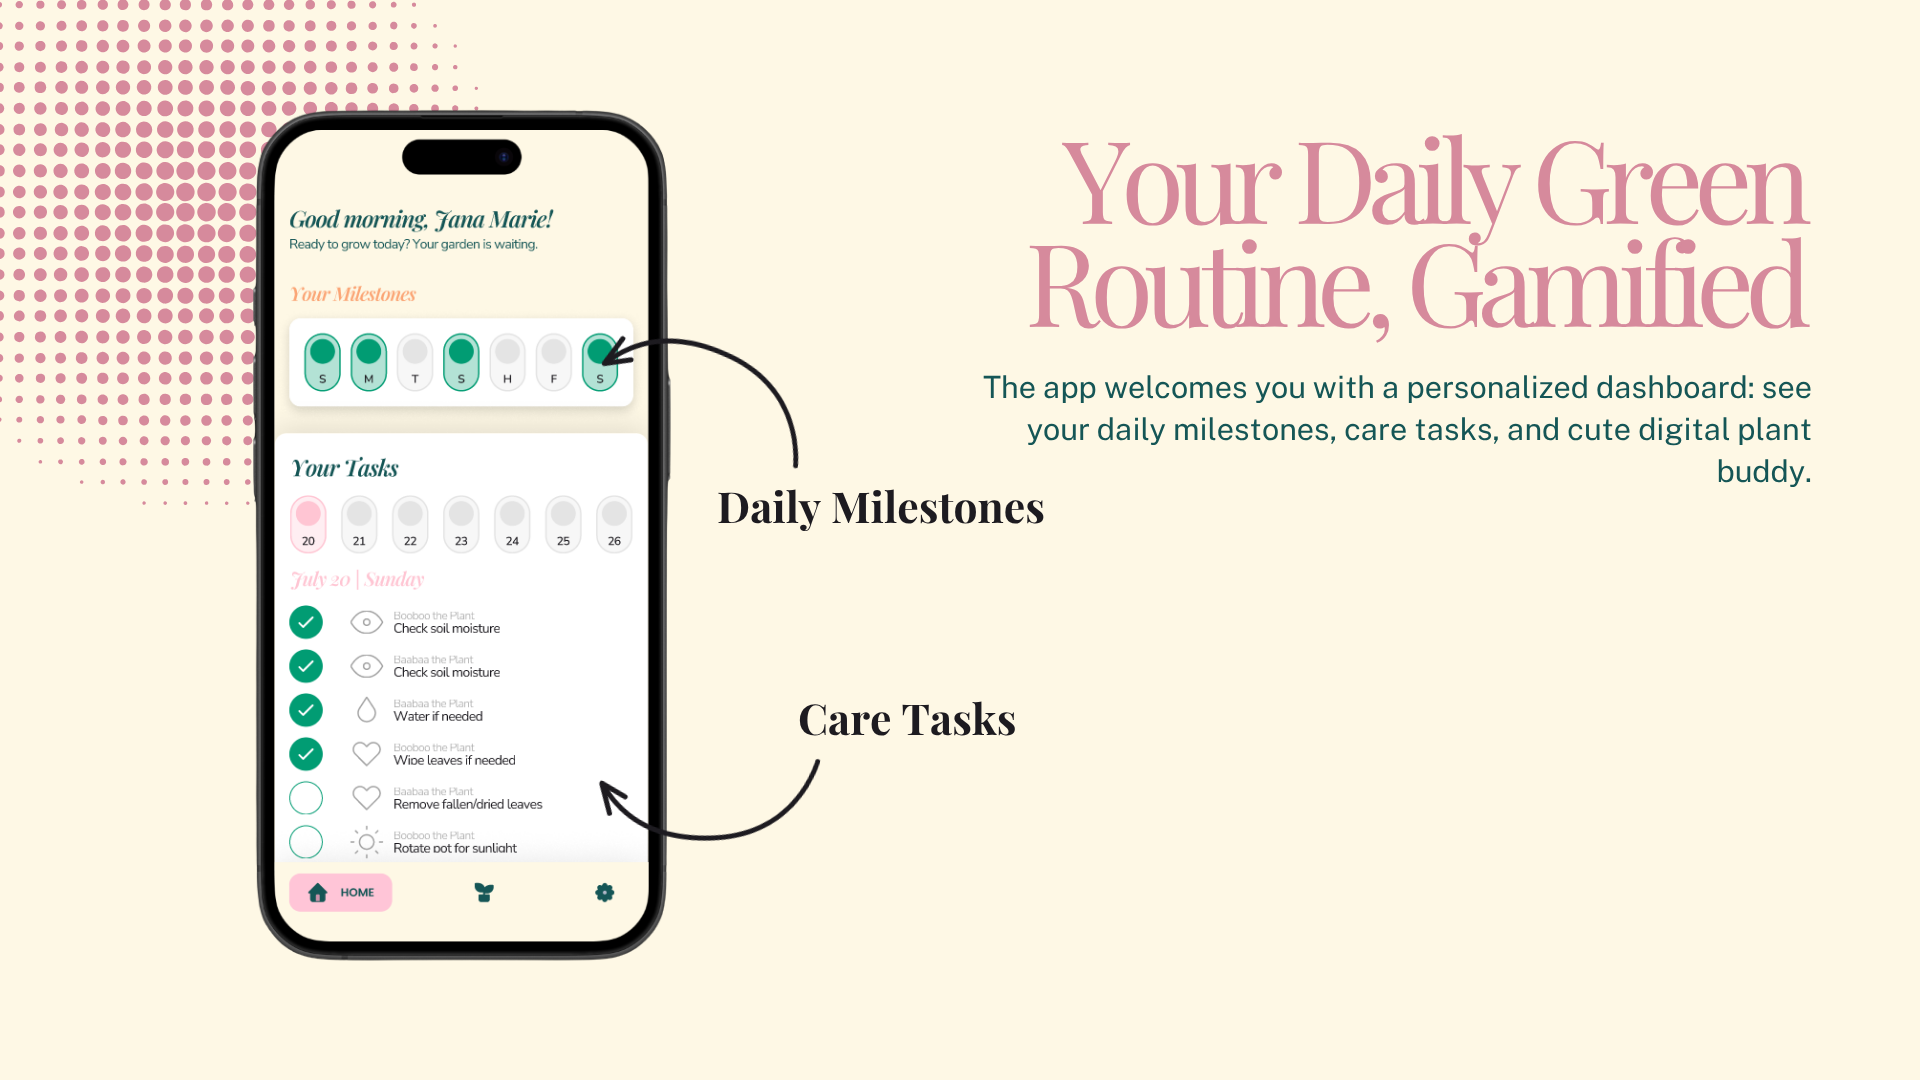 Your Daily Green
Routine, Gamified
The app welcomes you with a personalized dashboard: see
your daily milestones, care tasks, and cute digital plant
buddy.
Good morning, Jana Marie!
Ready to grow today? Your garden is waiting.
Your Milestones
S M T S H F S
Daily Milestones
Your Tasks
20 21 22 23 24 25 26
July 20 | Sunday
Booboo the Plant
Check soil moisture
Baabaa the Plant
Check soil moisture
Baabaa the Plant
Water if needed
Booboo the Plant
Wipe leaves if needed
Baabaa the Plant
Remove fallen/dried leaves
Booboo the Plant
Rotate pot for sunlight
Care Tasks
HOME